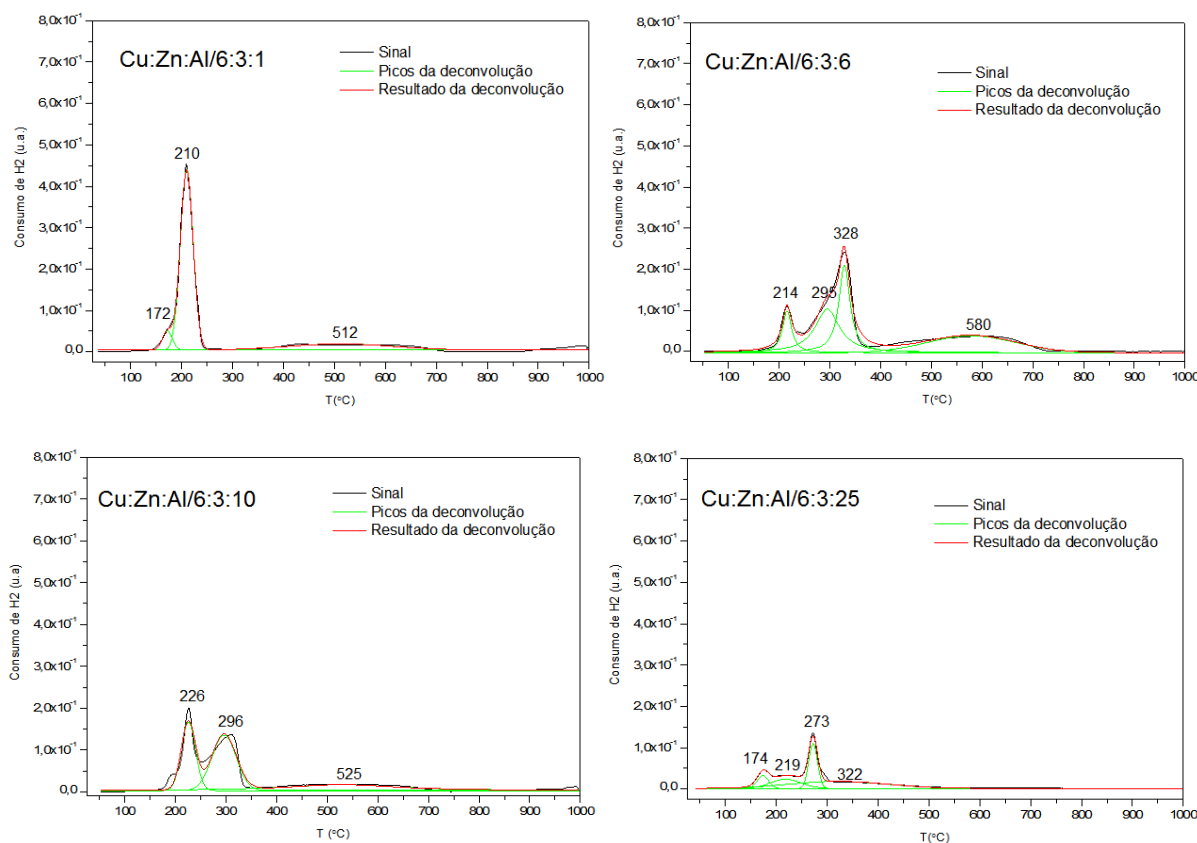 Cu:Zn:Al/6:3:1
Sinal
Picos da deconvolução
Resultado da deconvolução
8,0x10⁻¹
7,0x10⁻¹
6,0x10⁻¹
5,0x10⁻¹
4,0x10⁻¹
3,0x10⁻¹
2,0x10⁻¹
1,0x10⁻¹
0,0
Consumo de H2 (u.a.)
172
210
512
100 200 300 400 500 600 700 800 900 1000
T(°C)
Cu:Zn:Al/6:3:6
Sinal
Picos da deconvolução
Resultado da deconvolução
8,0x10⁻¹
7,0x10⁻¹
6,0x10⁻¹
5,0x10⁻¹
4,0x10⁻¹
3,0x10⁻¹
2,0x10⁻¹
1,0x10⁻¹
0,0
Consumo de H2 (u.a.)
214
295
328
580
100 200 300 400 500 600 700 800 900 1000
T(°C)
Cu:Zn:Al/6:3:10
Sinal
Picos da deconvolução
Resultado da deconvolução
8,0x10⁻¹
7,0x10⁻¹
6,0x10⁻¹
5,0x10⁻¹
4,0x10⁻¹
3,0x10⁻¹
2,0x10⁻¹
1,0x10⁻¹
0,0
Consumo de H2 (u.a)
226
296
525
100 200 300 400 500 600 700 800 900 1000
T (°C)
Cu:Zn:Al/6:3:25
Sinal
Picos da deconvolução
Resultado da deconvolução
8,0x10⁻¹
7,0x10⁻¹
6,0x10⁻¹
5,0x10⁻¹
4,0x10⁻¹
3,0x10⁻¹
2,0x10⁻¹
1,0x10⁻¹
0,0
Consumo de H2 (u.a.)
174
219
273
322
100 200 300 400 500 600 700 800 900 1000
T(°C)